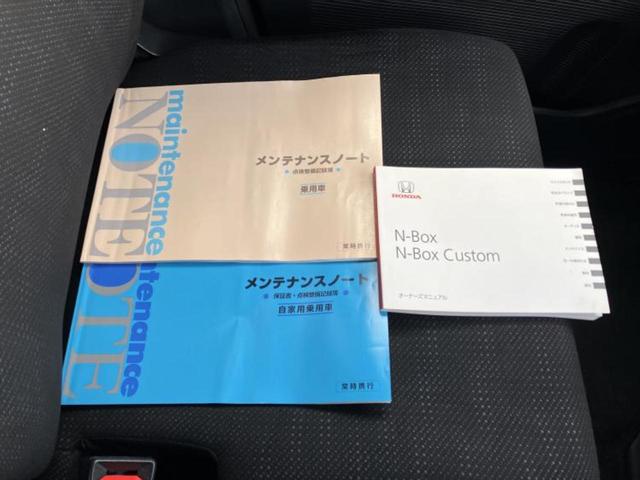 maintenance
NOTE
メンテナンスノート
点検整備記録簿
乗用車
常時携行
maintenance
NOTE
メンテナンスノート
保証書・点検整備記録簿
自家用乗用車
常時携行
HONDA
N-Box
N-Box Custom
オーナーズマニュアル